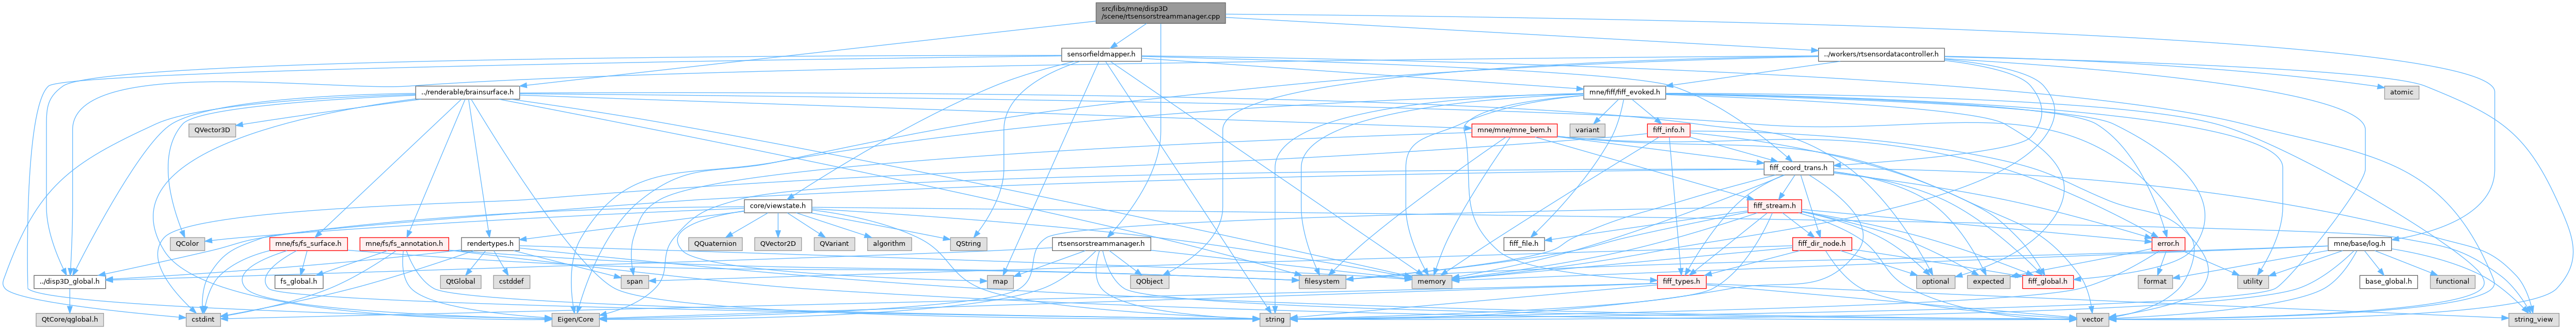 src/libs/mne/disp3D
/scene/rtsensorstreammanager.cpp
sensorfieldmapper.h
../workers/rtsensordatacontroller.h
../renderable/brainsurface.h
mne/fiff/fiff_evoked.h
atomic
QVector3D
mne/mne/mne_bem.h
variant
fiff_info.h
fiff_coord_trans.h
core/viewstate.h
fiff_stream.h
QColor
mne/fs/fs_surface.h
mne/fs/fs_annotation.h
rendertypes.h
QQuaternion
QVector2D
QVariant
algorithm
QString
rtsensorstreammanager.h
fiff_file.h
fiff_dir_node.h
error.h
mne/base/log.h
../disp3D_global.h
fs_global.h
QtGlobal
cstddef
span
map
QObject
filesystem
memory
fiff_types.h
optional
expected
fiff_global.h
format
utility
base_global.h
functional
QtCore/qglobal.h
cstdint
Eigen/Core
string
vector
string_view